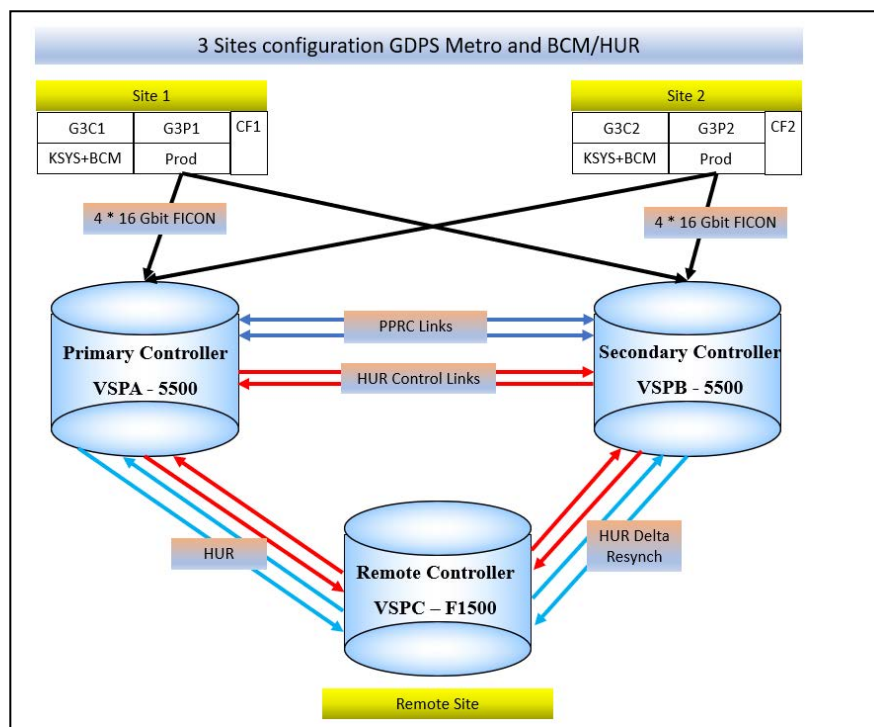 3 Sites configuration GDPS Metro and BCM/HUR
Site 1
Site 2
G3C1
G3P1
CF1
KSYS+BCM
Prod
G3C2
G3P2
CF2
KSYS+BCM
Prod
4 * 16 Gbit FICON
4 * 16 Gbit FICON
PPRC Links
Primary Controller
VSPA - 5500
HUR Control Links
Secondary Controller
VSPB - 5500
HUR
HUR Delta
Resynch
Remote Controller
VSPC – F1500
Remote Site